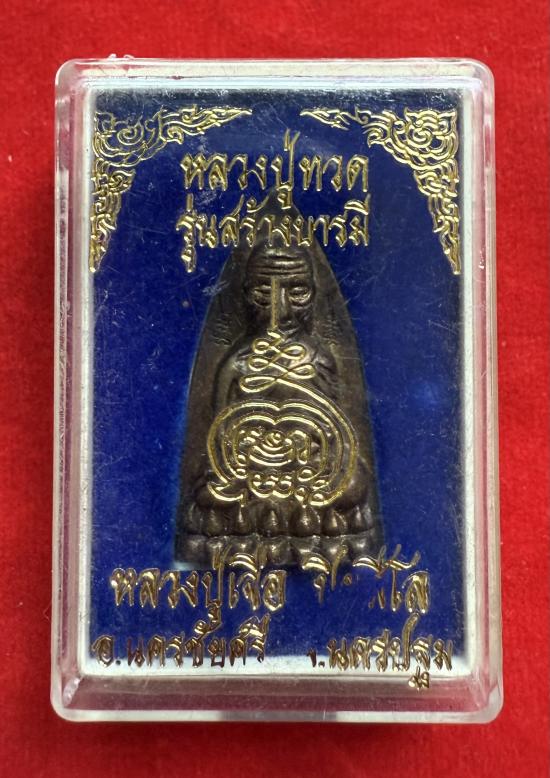 หลวงปู่ทวด
รุ่นสร้างบารมี
หลวงปู่เจือ
อ.นครชัยศรี จ.นครปฐม